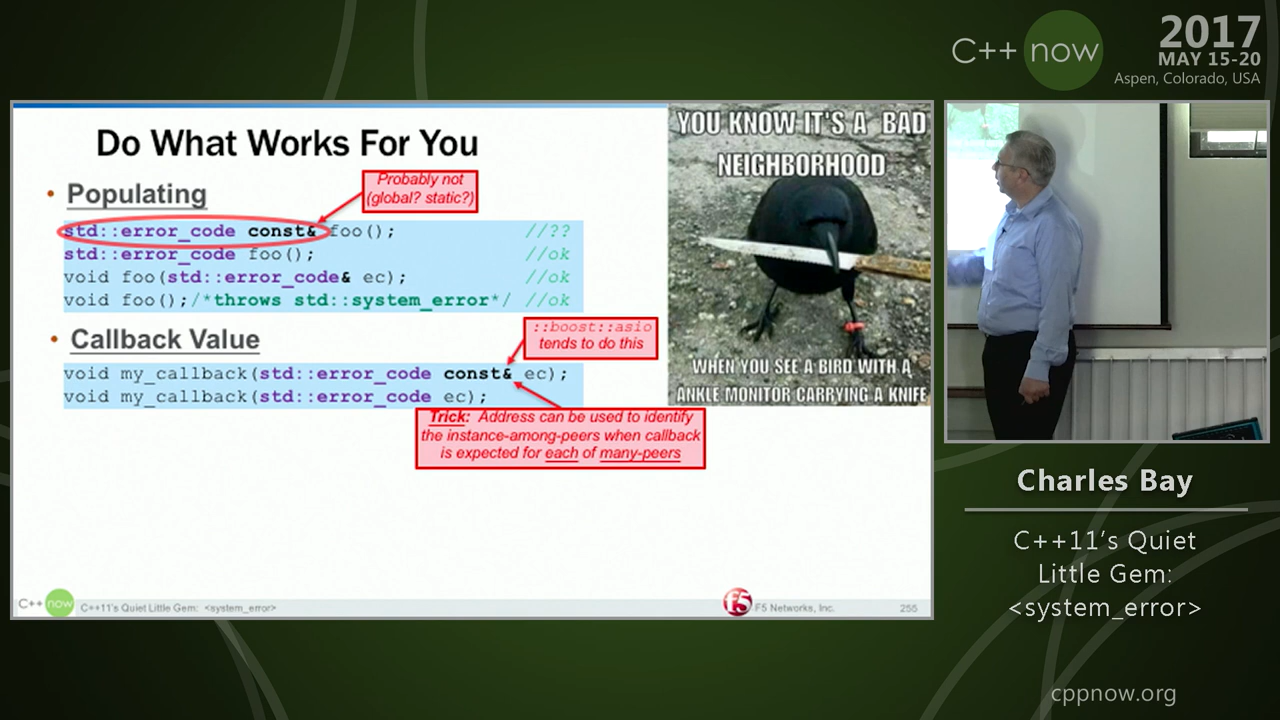 C++ now
2017
MAY 15-20
Aspen, Colorado, USA
Do What Works For You
• Populating
Probably not
(global? static?)
std::error_code const& foo(); //??
std::error_code foo(); //ok
void foo(std::error_code& ec); //ok
void foo();/*throws std::system_error*/ //ok
• Callback Value
::boost::asio
tends to do this
void my_callback(std::error_code const& ec);
void my_callback(std::error_code ec);
Trick: Address can be used to identify
the instance-among-peers when callback
is expected for each of many-peers
YOU KNOW IT'S A BAD
NEIGHBORHOOD
WHEN YOU SEE A BIRD WITH A
ANKLE MONITOR CARRYING A KNIFE
C++ now C++11's Quiet Little Gem: <system_error> f5 F5 Networks, Inc. 255
Charles Bay
C++11's Quiet
Little Gem:
<system_error>
cppnow.org